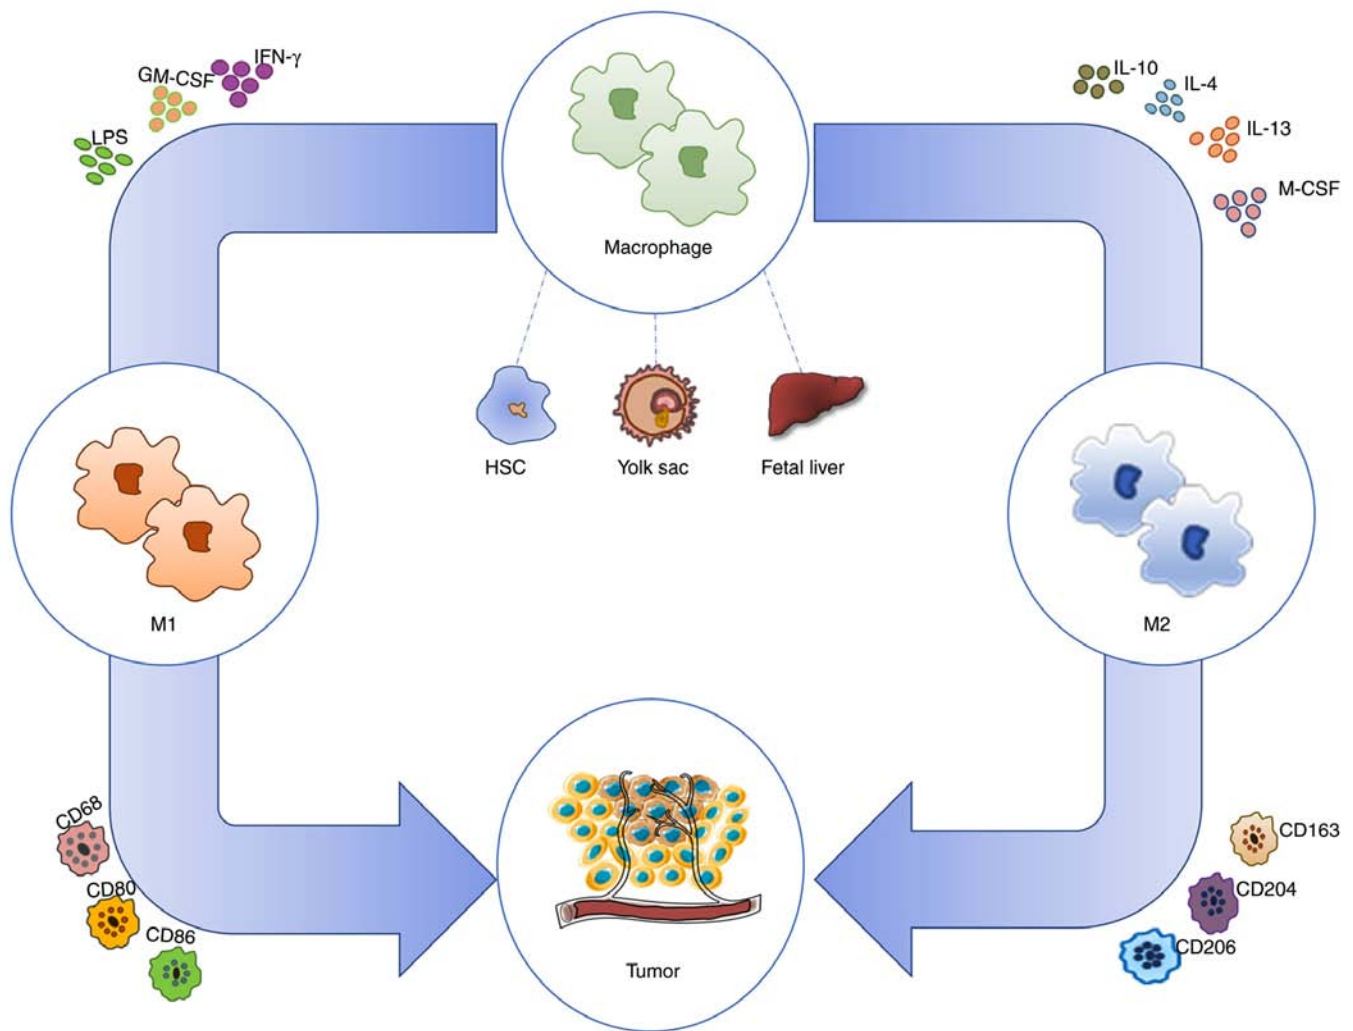 IFN-γ
GM-CSF
LPS
IL-10
IL-4
IL-13
M-CSF
Macrophage
HSC
Yolk sac
Fetal liver
M1
M2
CD68
CD80
CD86
CD163
CD204
CD206
Tumor